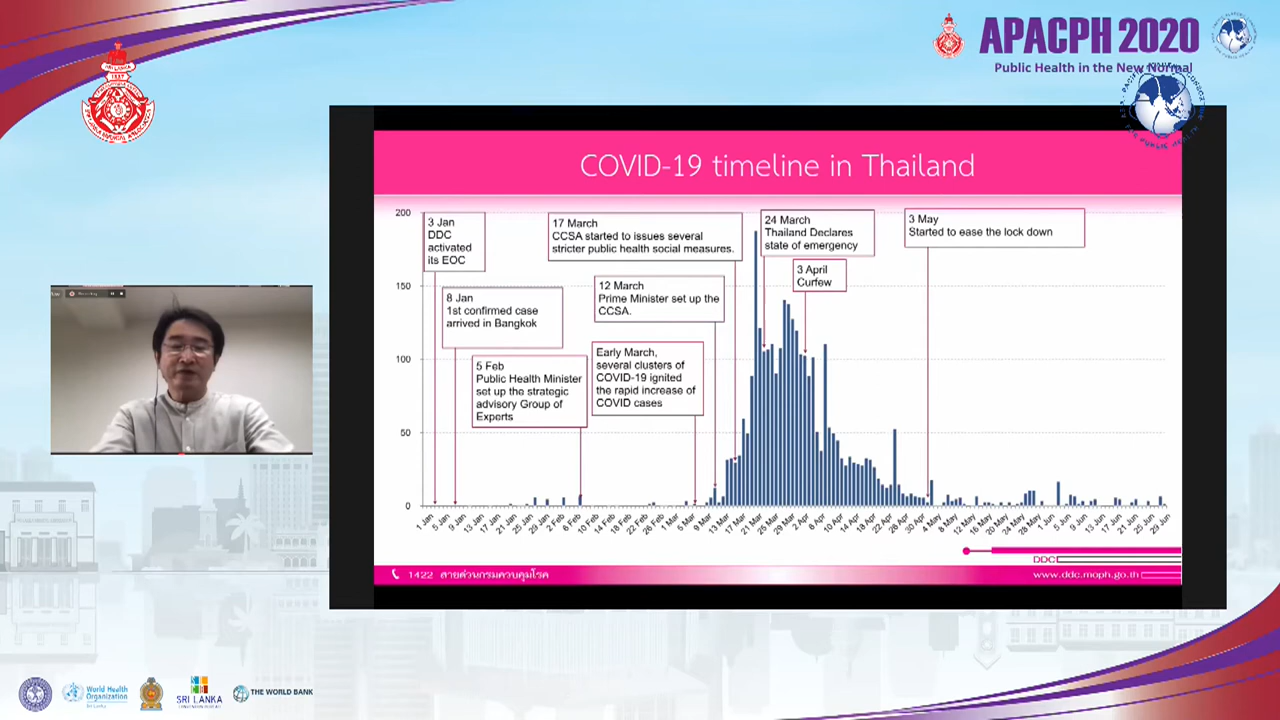 APACPH 2020
Public Health in the New Normal
SRI LANKA
COVID-19 timeline in Thailand
200
150
100
50
0
3 Jan
DDC
activated
its EOC
8 Jan
1st confirmed case
arrived in Bangkok
5 Feb
Public Health Minister
set up the strategic
advisory Group of
Experts
17 March
CCSA started to issues several
stricter public health social measures.
12 March
Prime Minister set up the
CCSA.
Early March,
several clusters of
COVID-19 ignited
the rapid increase of
COVID cases
24 March
Thailand Declares
state of emergency
3 April
Curfew
3 May
Started to ease the lock down
1 Jan
5 Jan
9 Jan
13 Jan
17 Jan
21 Jan
25 Jan
29 Jan
2 Feb
6 Feb
10 Feb
14 Feb
18 Feb
22 Feb
26 Feb
1 Mar
5 Mar
9 Mar
13 Mar
17 Mar
21 Mar
25 Mar
29 Mar
2 Apr
6 Apr
10 Apr
14 Apr
18 Apr
22 Apr
26 Apr
30 Apr
4 May
8 May
12 May
16 May
20 May
24 May
28 May
1 Jun
5 Jun
9 Jun
13 Jun
17 Jun
21 Jun
25 Jun
29 Jun
DDC
1422 สายด่วนกรมควบคุมโรค
www.ddc.moph.go.th
World Health
Organization
Sri Lanka
SRI LANKA
THE WORLD BANK